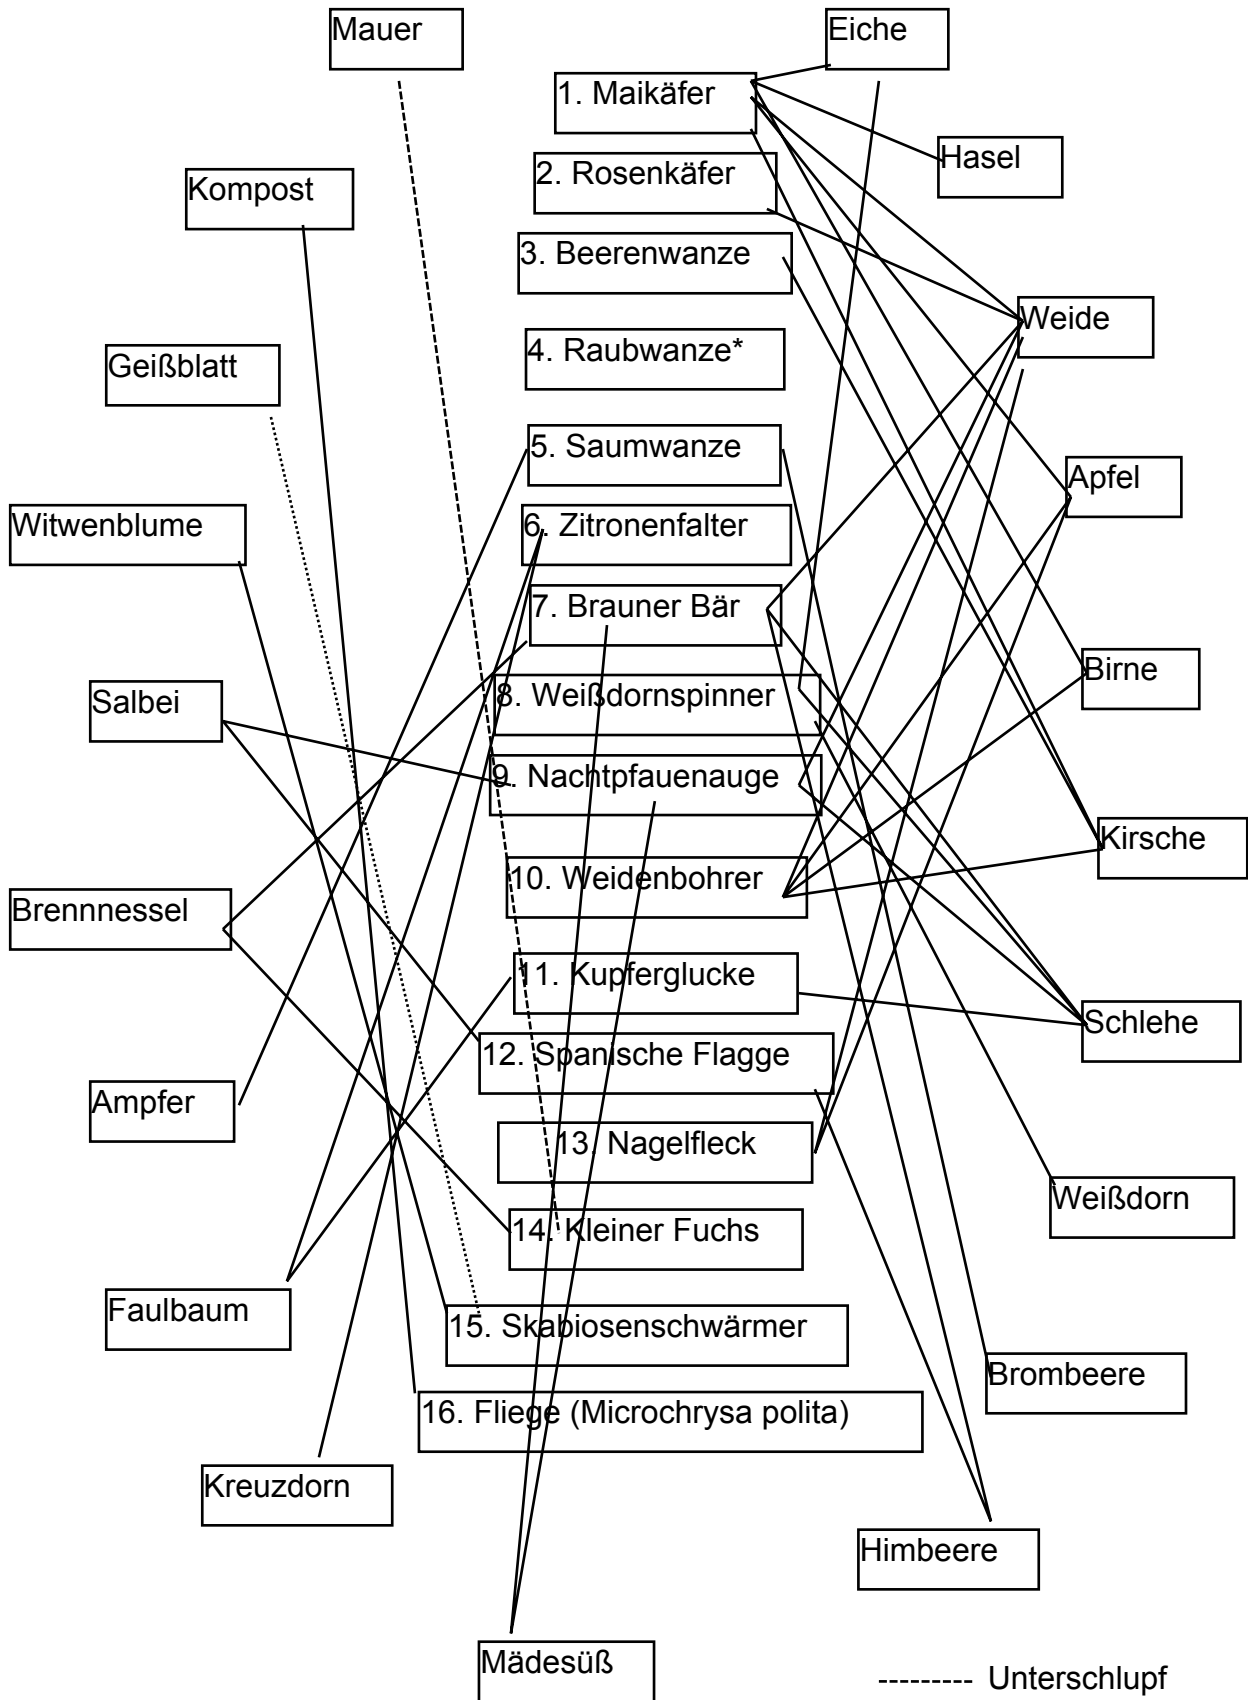 Mauer
Eiche
1. Maikäfer
Hasel
2. Rosenkäfer
Kompost
3. Beerenwanze
Weide
4. Raubwanze*
Geißblatt
5. Saumwanze
Apfel
Witwenblume
6. Zitronenfalter
7. Brauner Bär
Birne
Salbei
8. Weißdornspinner
9. Nachtpfauenauge
Kirsche
10. Weidenbohrer
Brennnessel
11. Kupferglucke
Schlehe
12. Spanische Flagge
Ampfer
13. Nagelfleck
Weißdorn
14. Kleiner Fuchs
Faulbaum
15. Skabiosenschwärmer
Brombeere
16. Fliege (Microchrysa polita)
Kreuzdorn
Himbeere
Mädesüß
Unterschlupf